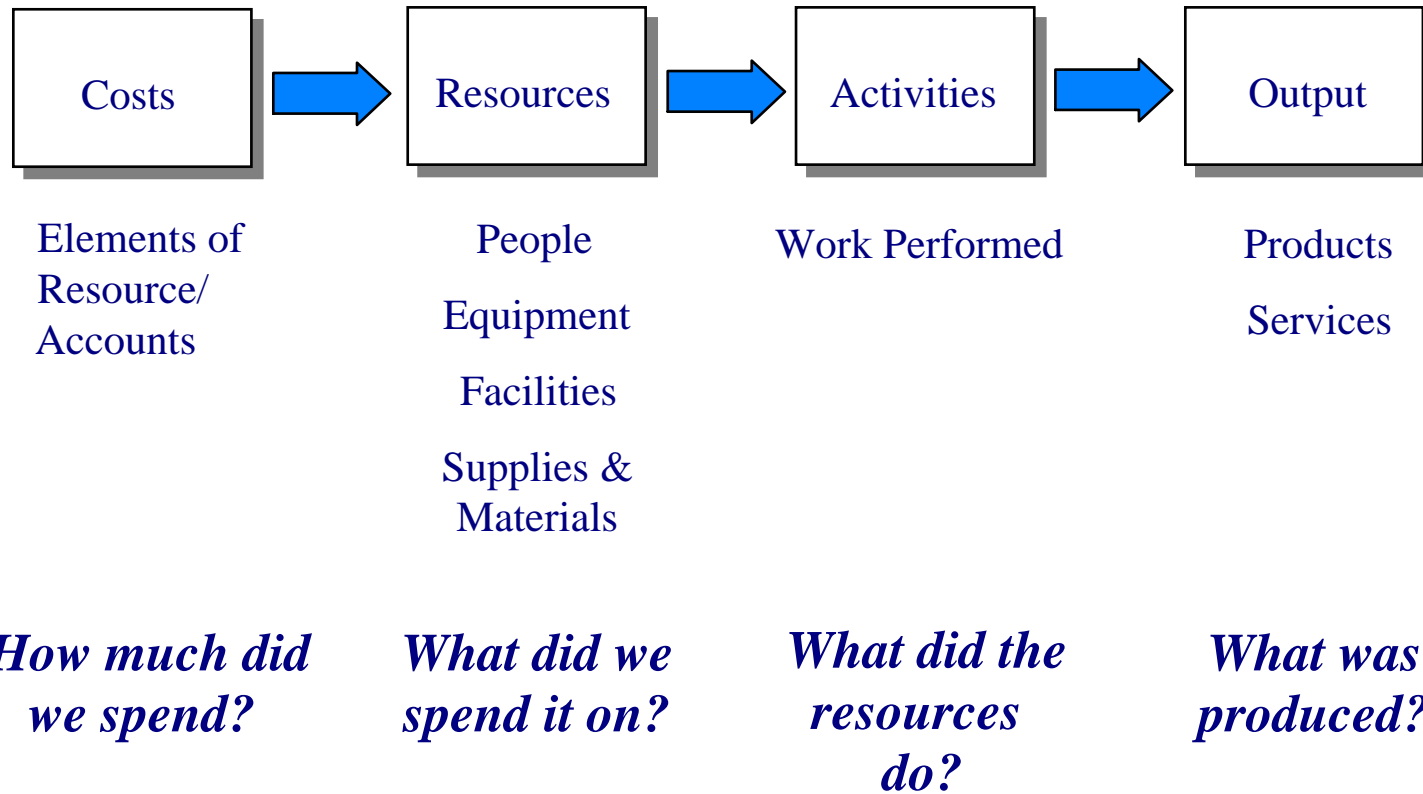 Costs
Resources
Activities
Output
Elements of
Resource/
Accounts
People
Equipment
Facilities
Supplies &
Materials
Work Performed
Products
Services
How much did
we spend?
What did we
spend it on?
What did the
resources
do?
What was
produced?